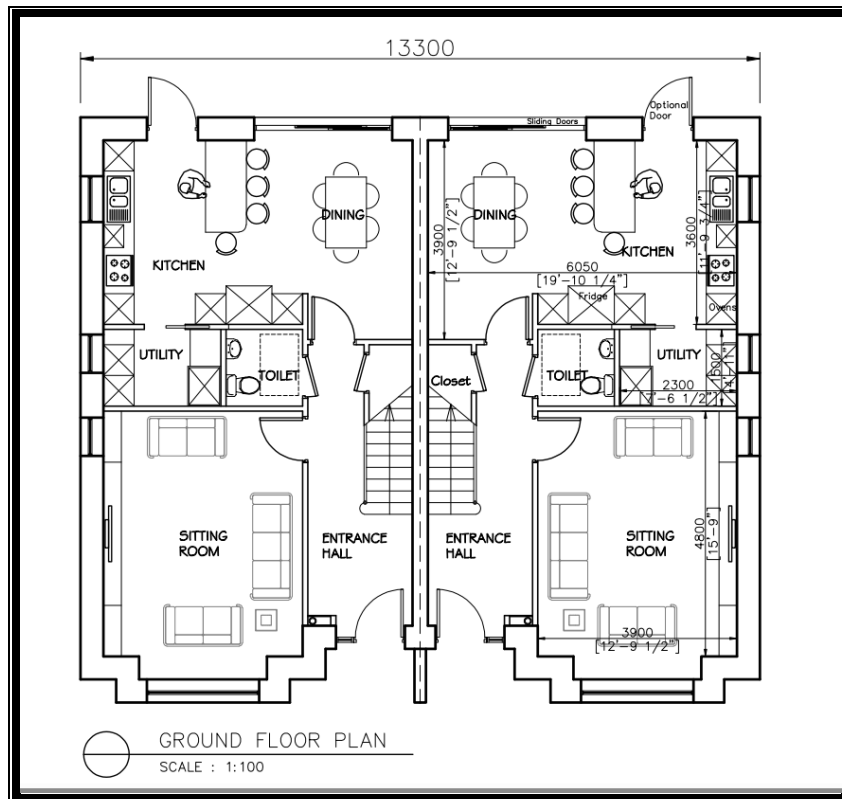 13300
Optional
Door
Sliding Doors
DINING
DINING
3900
[12'-9 1/2"]
3600
[11'-9 3/4"]
KITCHEN
KITCHEN
6050
[19'-10 1/4"]
Fridge
Ovens
UTILITY
TOILET
Closet
TOILET
UTILITY
1500
2300
7'-6 1/2"
SITTING
ROOM
ENTRANCE
HALL
ENTRANCE
HALL
SITTING
ROOM
4800
[15'-9"]
3900
[12'-9 1/2"]
GROUND FLOOR PLAN
SCALE : 1:100